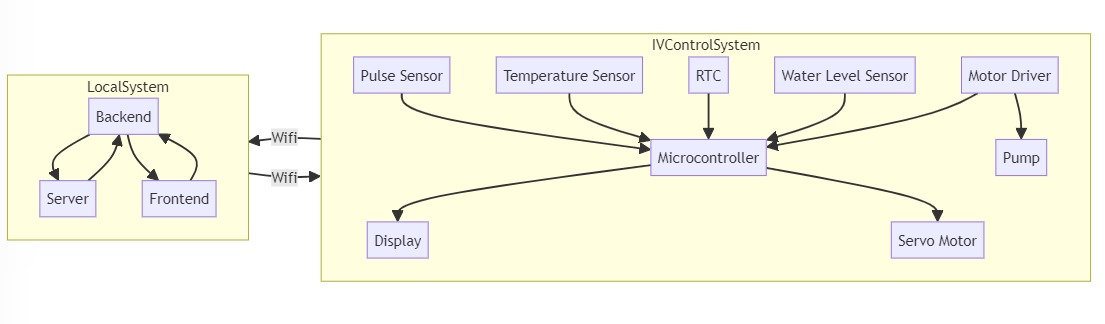 LocalSystem
Backend
Server
Frontend
Wifi
Wifi
IVControlSystem
Pulse Sensor
Temperature Sensor
RTC
Water Level Sensor
Motor Driver
Microcontroller
Pump
Display
Servo Motor